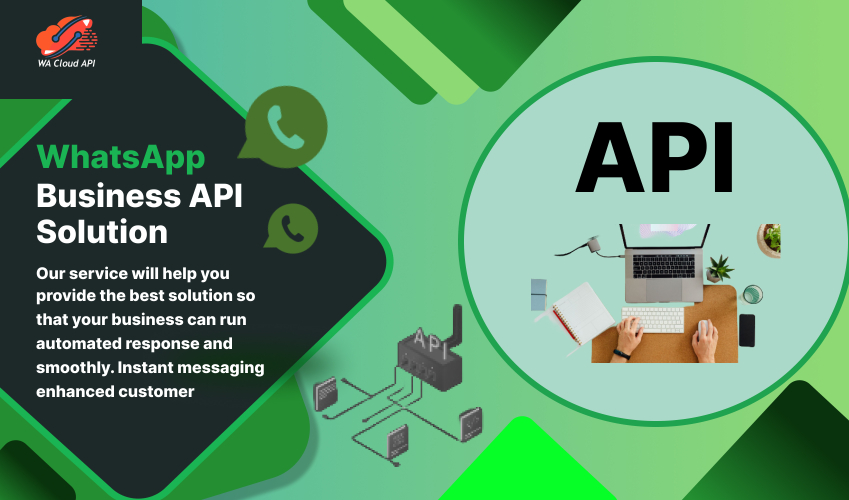 WA Cloud API
WhatsApp
Business API
Solution
Our service will help you
provide the best solution so
that your business can run
automated response and
smoothly. Instant messaging
enhanced customer
API
API